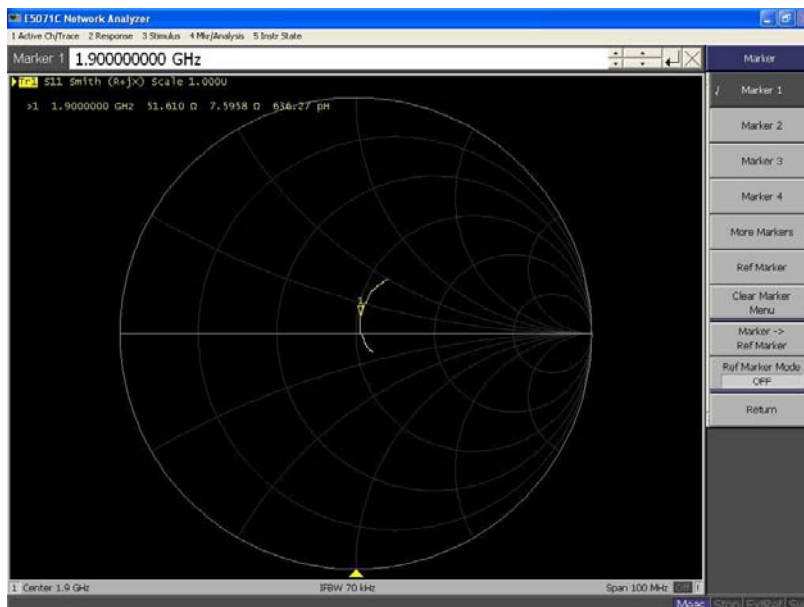 E5071C Network Analyzer
1 Active Ch/Trace 2 Response 3 Stimulus 4 Mkr/Analysis 5 Instr State
Marker 1 1.900000000 GHz
Tr1 S11 Smith (R+jX) Scale 1.000U
>1 1.9000000 GHz 51.610 Ω 7.5958 Ω 636.27 pH
1
Marker
√ Marker 1
Marker 2
Marker 3
Marker 4
More Markers
Ref Marker
Clear Marker
Menu
Marker ->
Ref Marker
Ref Marker Mode
OFF
Return
1 Center 1.9 GHz IFBW 70 kHz Span 100 MHz Off !
Meas Stop ExtRef